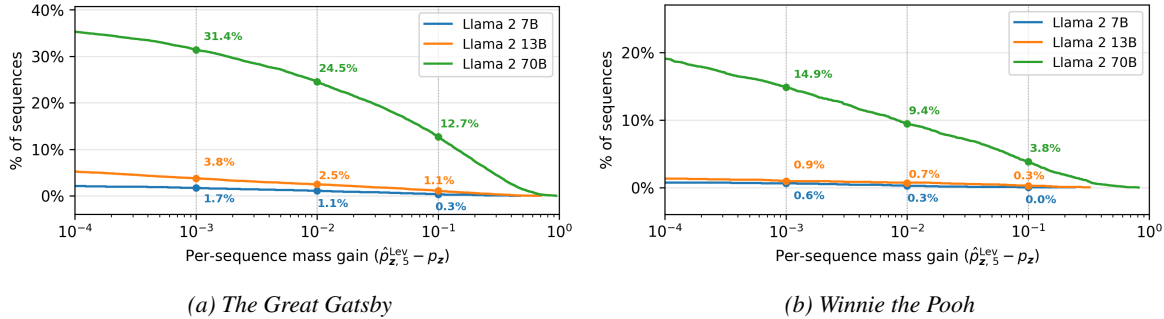 40%
30%
20%
10%
0%
% of sequences
31.4%
24.5%
12.7%
3.8%
2.5%
1.1%
1.7%
1.1%
0.3%
Llama 2 7B
Llama 2 13B
Llama 2 70B
10⁻⁴ 10⁻³ 10⁻² 10⁻¹ 10⁰
Per-sequence mass gain (p̂ᴸᵉᵛ_z, 5 − p_z)
(a) The Great Gatsby
20%
10%
0%
% of sequences
14.9%
9.4%
3.8%
0.9%
0.7%
0.3%
0.6%
0.3%
0.0%
Llama 2 7B
Llama 2 13B
Llama 2 70B
10⁻⁴ 10⁻³ 10⁻² 10⁻¹ 10⁰
Per-sequence mass gain (p̂ᴸᵉᵛ_z, 5 − p_z)
(b) Winnie the Pooh